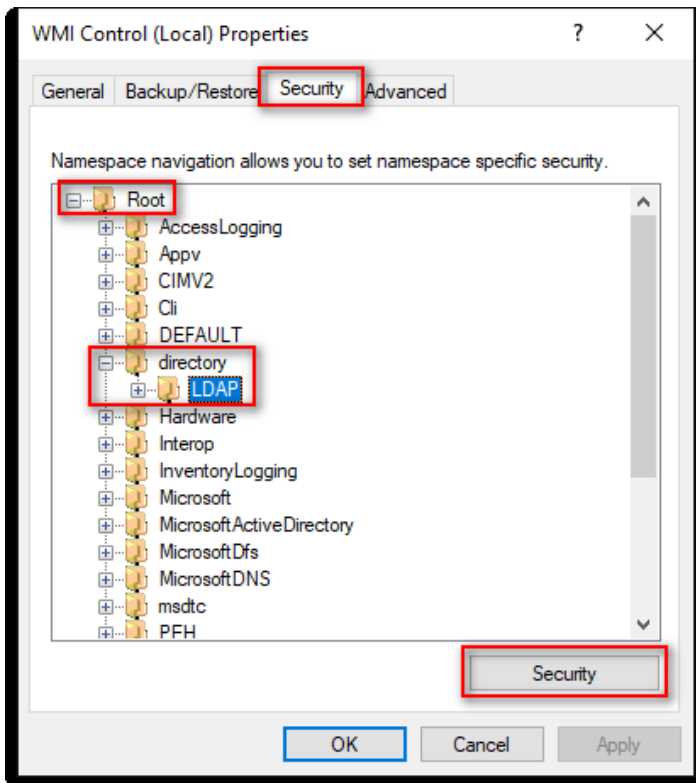 WMI Control (Local) Properties ?
General Backup/Restore Security Advanced
Namespace navigation allows you to set namespace specific security.
Root
AccessLogging
Appv
CIMV2
Cli
DEFAULT
directory
LDAP
Hardware
Interop
InventoryLogging
Microsoft
MicrosoftActiveDirectory
MicrosoftDfs
MicrosoftDNS
msdtc
PEH
Security
OK Cancel Apply